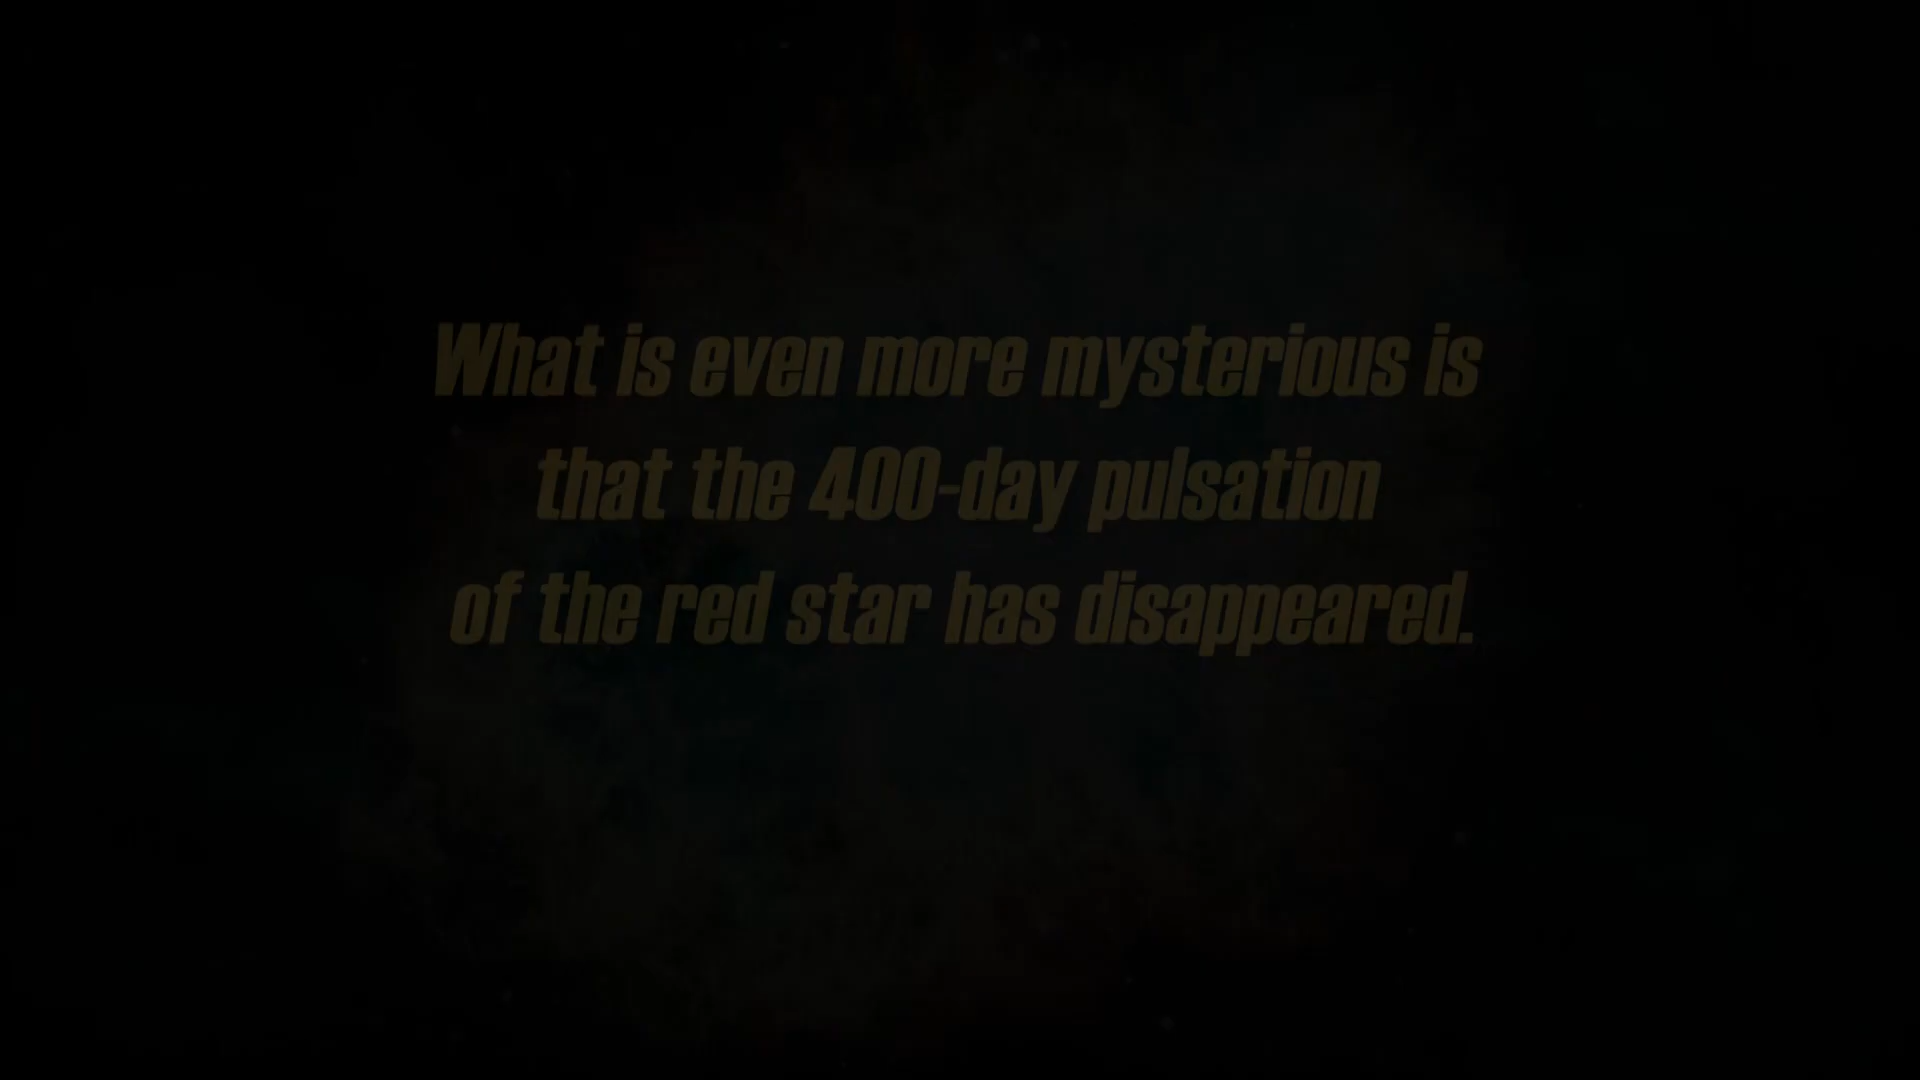 What is even more mysterious is
that the 400-day pulsation
of the red star has disappeared.